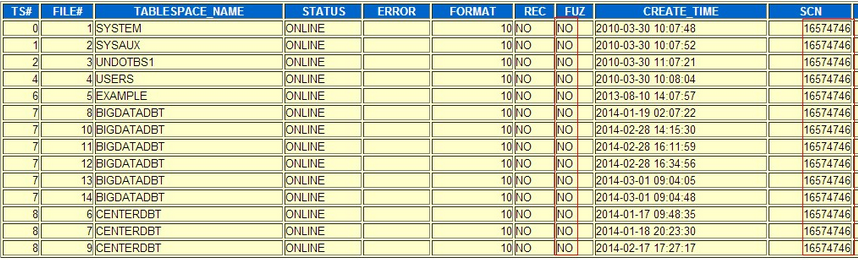 TS# FILE# TABLESPACE_NAME STATUS ERROR FORMAT REC FUZ CREATE_TIME SCN
0 1 SYSTEM ONLINE 10 NO NO 2010-03-30 10:07:48 16574746
1 2 SYSAUX ONLINE 10 NO NO 2010-03-30 10:07:52 16574746
2 3 UNDOTBS1 ONLINE 10 NO NO 2010-03-30 11:07:21 16574746
4 4 USERS ONLINE 10 NO NO 2010-03-30 10:08:04 16574746
6 5 EXAMPLE ONLINE 10 NO NO 2013-08-10 14:07:57 16574746
7 8 BIGDATADBT ONLINE 10 NO NO 2014-01-19 02:07:22 16574746
7 10 BIGDATADBT ONLINE 10 NO NO 2014-02-28 14:15:30 16574746
7 11 BIGDATADBT ONLINE 10 NO NO 2014-02-28 16:11:59 16574746
7 12 BIGDATADBT ONLINE 10 NO NO 2014-02-28 16:34:56 16574746
7 13 BIGDATADBT ONLINE 10 NO NO 2014-03-01 09:04:05 16574746
7 14 BIGDATADBT ONLINE 10 NO NO 2014-03-01 09:04:48 16574746
8 6 CENTERDBT ONLINE 10 NO NO 2014-01-17 09:48:35 16574746
8 7 CENTERDBT ONLINE 10 NO NO 2014-01-18 20:23:30 16574746
8 9 CENTERDBT ONLINE 10 NO NO 2014-02-17 17:27:17 16574746